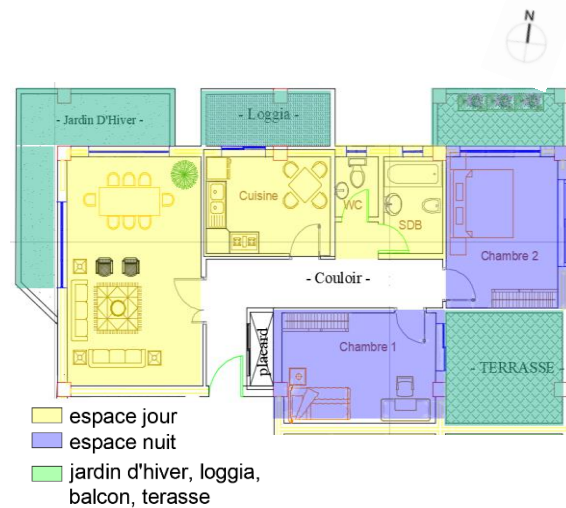 N
- Jardin D'Hiver -
- Loggia -
Cuisine
WC
SDB
Chambre 2
- Couloir -
placard
Chambre 1
- TERRASSE -
espace jour
espace nuit
jardin d'hiver, loggia,
balcon, terasse